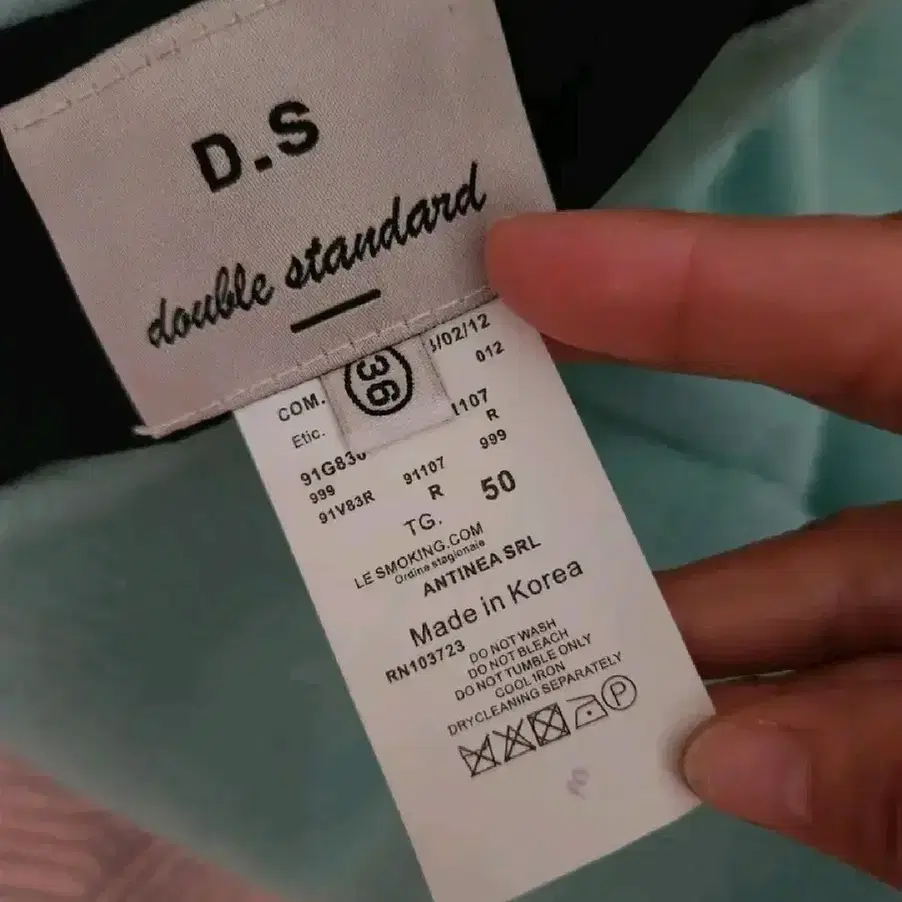 D.S
double standard
36
/02/12
COM. 012
Etic. 1107
R
91G83
999 999
91V83R 91107
R 50
TG.
LE SMOKING.COM
Ordine stagionale
ANTINEA SRL
Made in Korea
RN103723
DO NOT WASH
DO NOT BLEACH
DO NOT TUMBLE ONLY
COOL IRON
DRYCLEANING SEPARATELY
P